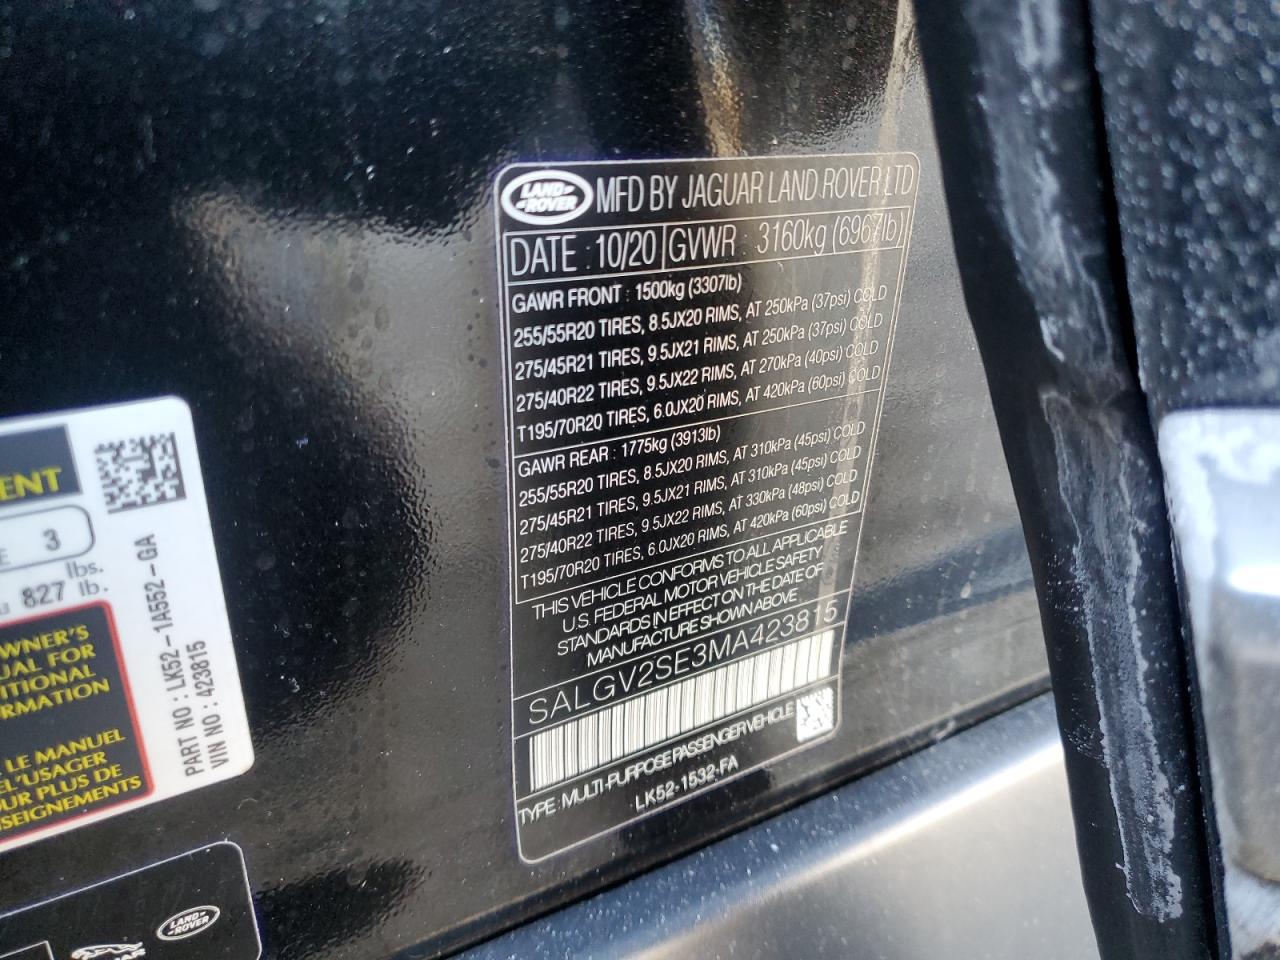 LAND ROVER
MFD BY JAGUAR LAND ROVER LTD
DATE : 10/20 GVWR : 3160kg (6967lb)
GAWR FRONT : 1500kg (3307lb)
255/55R20 TIRES, 8.5JX20 RIMS, AT 250kPa (37psi) COLD
275/45R21 TIRES, 9.5JX21 RIMS, AT 250kPa (37psi) COLD
275/40R22 TIRES, 9.5JX22 RIMS, AT 270kPa (40psi) COLD
T195/70R20 TIRES, 6.0JX20 RIMS, AT 420kPa (60psi) COLD
GAWR REAR : 1775kg (3913lb)
255/55R20 TIRES, 8.5JX20 RIMS, AT 310kPa (45psi) COLD
275/45R21 TIRES, 9.5JX21 RIMS, AT 310kPa (45psi) COLD
275/40R22 TIRES, 9.5JX22 RIMS, AT 330kPa (48psi) COLD
T195/70R20 TIRES, 6.0JX20 RIMS, AT 420kPa (60psi) COLD
THIS VEHICLE CONFORMS TO ALL APPLICABLE
U.S. FEDERAL MOTOR VEHICLE SAFETY
STANDARDS IN EFFECT ON THE DATE OF
MANUFACTURE SHOWN ABOVE
SALGV2SE3MA423815
TYPE : MULTI-PURPOSE PASSENGER VEHICLE
LK52-1532-FA
3
lbs.
827 lb.
OWNER'S
FOR
LE MANUEL
L'USAGER
PLUS DE
PART NO : LK52-1A552-GA
VIN NO : 423815
LAND ROVER